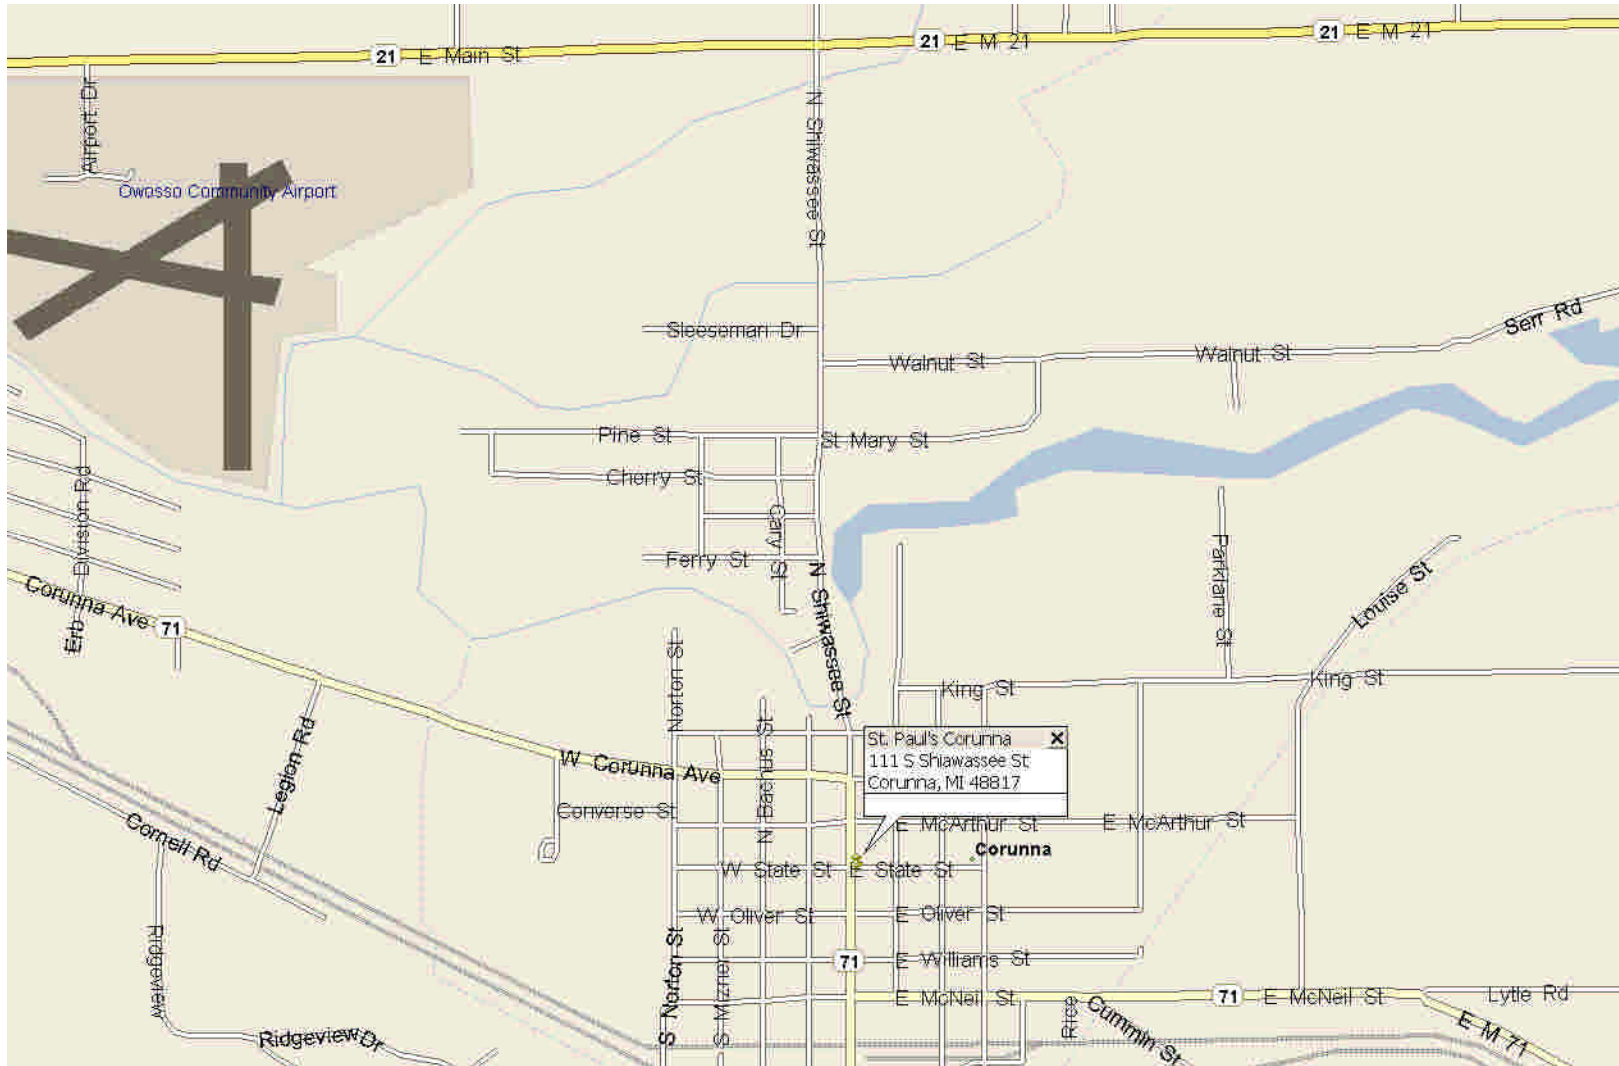 21 E Main St
21 E M 21
21 E M 21
Airport Dr
Owosso Community Airport
N Shiwassee St
Serr Rd
Sleeseman Dr
Walnut St
Walnut St
Pine St
St Mary St
Cherry St
Division Rd
Gary St
Ferry St
Parklane St
Louise St
Corunna Ave
71
Erb
N Shiwassee St
Norton St
King St
King St
Legion Rd
N Bachus St
St. Paul's Corunna
111 S Shiawassee St
Corunna, MI 48817
W Corunna Ave
Converse St
E McArthur St
E McArthur St
Cornell Rd
Corunna
W State St
E State St
W Oliver St
E Oliver St
Ridgeview
S Norton St
S Mizner St
71
E Williams St
E McNeil St
71
E McNeil St
Lytle Rd
Rice
Cummin St
E M 71
Ridgeview Dr